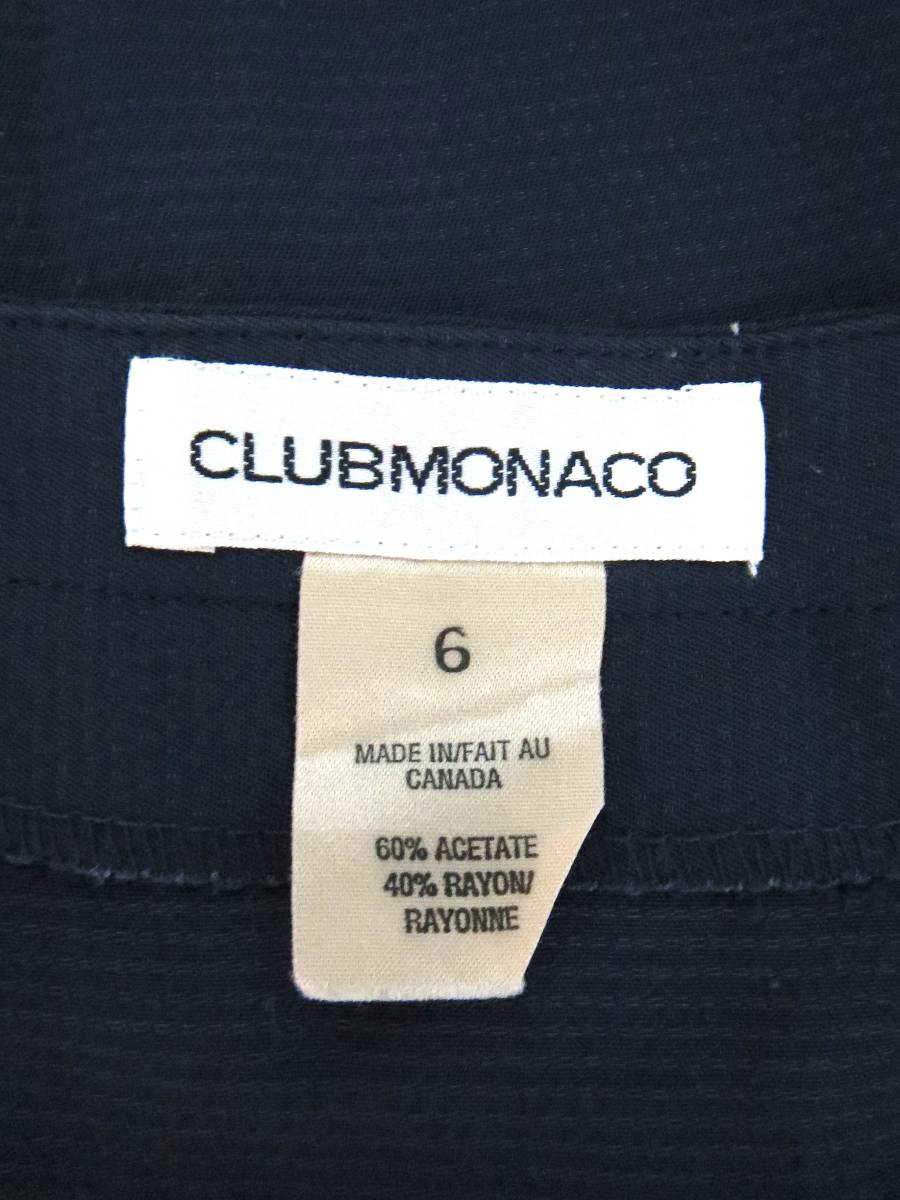 CLUBMONACO
6
MADE IN/FAIT AU
CANADA
60% ACETATE
40% RAYON/
RAYONNE